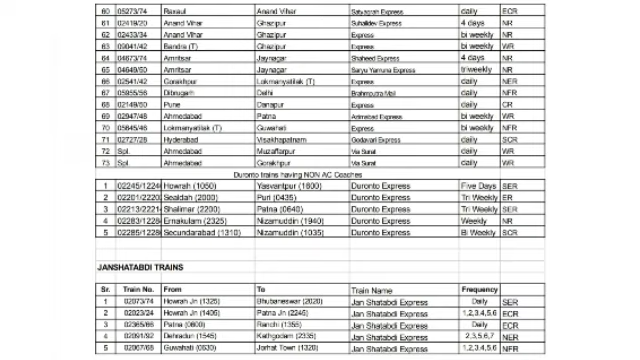 60 05273/74 Raxaul Anand Vihar Satyagrah Express daily ECR
61 02419/20 Anand Vihar Ghazipur Suhaildev Express 4 days NR
62 02433/34 Anand Vihar Ghazipur Express bi weekly NR
63 09041/42 Bandra (T) Ghazipur Express bi weekly WR
64 04673/74 Amritsar Jaynagar Shaheed Express 4 days NR
65 04649/50 Amritsar Jaynagar Saryu Yamuna Express triweekly NR
66 02541/42 Gorakhpur Lokmanyatilak (T) Express daily NER
67 05955/56 Dibrugarh Delhi Brahmputra Mail daily NFR
68 02149/50 Pune Danapur Express daily CR
69 02947/48 Ahmedabad Patna Azimabad Express bi weekly WR
70 05645/46 Lokmanyatilak (T) Guwahati Express bi weekly NFR
71 02727/28 Hyderabad Visakhapatnam Godavari Express daily SCR
72 Spl. Ahmedabad Muzaffarpur Via Surat daily WR
73 Spl. Ahmedabad Gorakhpur Via Surat daily WR
Duronto trains having NON AC Coaches
1 02245/1224 Howrah (1050) Yasvantpur (1600) Duronto Express Five Days SER
2 02201/2220 Sealdah (2000) Puri (0435) Duronto Express Tri Weekly ER
3 02213/2221 Shalimar (2200) Patna (0640) Duronto Express Tri Weekly SER
4 02283/1228 Ernakulam (2325) Nizamuddin (1940) Duronto Express Weekly NR
5 02285/1228 Secundarabad (1310) Nizamuddin (1035) Duronto Express Bi Weekly SCR
JANSHATABDI TRAINS
Sr. Train No. From To Train Name Frequency
1 02073/74 Howrah Jn (1325) Bhubaneswar (2020) Jan Shatabdi Express Daily SER
2 02023/24 Howrah Jn (1405) Patna Jn (2245) Jan Shatabdi Express 1,2,3,4,5,6 ECR
3 02365/66 Patna (0600) Ranchi (1355) Jan Shatabdi Express Daily ECR
4 02091/92 Dehradun (1545) Kathgodam (2335) Jan Shatabdi Express 2,3,5,7 NER
5 02067/68 Guwahati (0630) Jorhat Town (1320) Jan Shatabdi Express 1,2,3,4,5,6 NFR